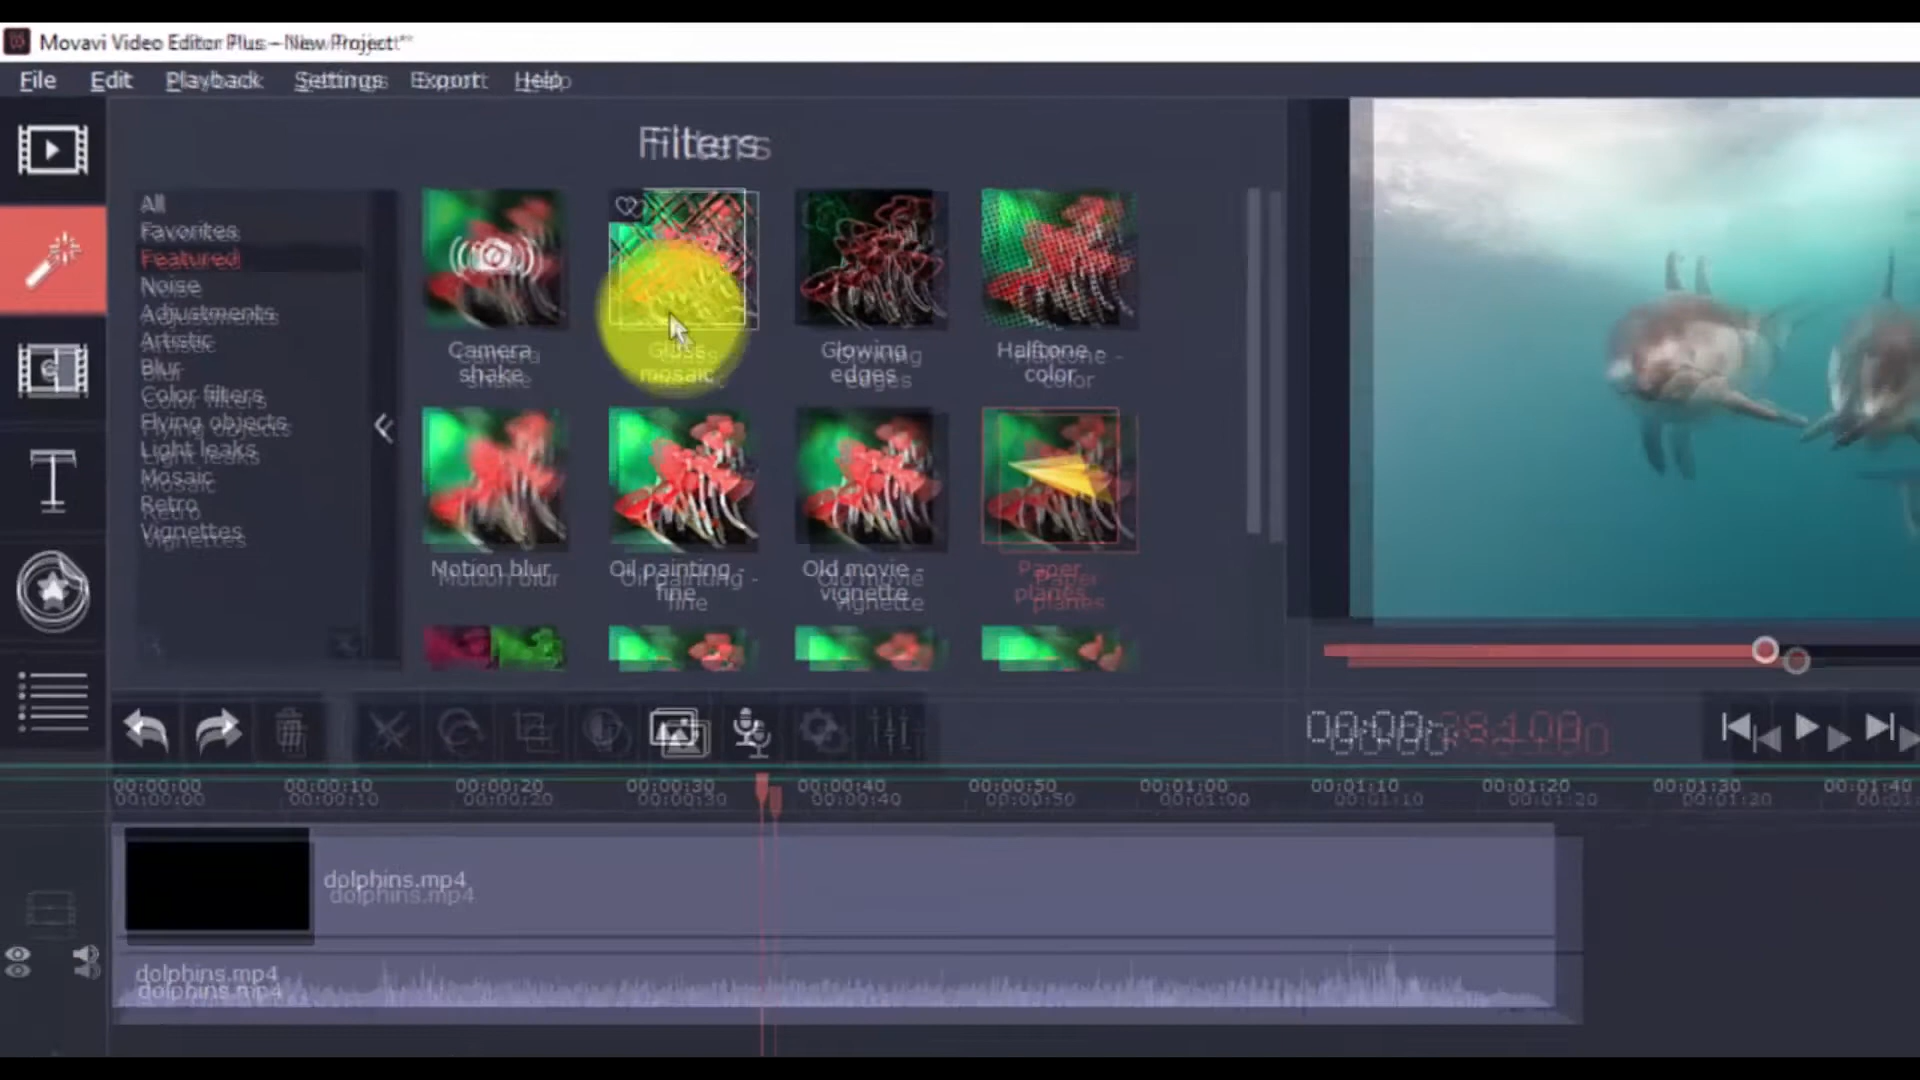 Movavi Video Editor Plus – New Project*
File Edit Playback Settings Export Help
Filters
All
Favorites
Featured
Noise
Adjustments
Artistic
Blur
Color filters
Flying objects
Light leaks
Mosaic
Retro
Vignettes
Camera
shake
Glass
mosaic
Glowing
edges
Halftone -
color
Motion blur
Oil painting -
fine
Old movie -
vignette
Paper
planes
00:00:00 00:00:10 00:00:20 00:00:30 00:00:40 00:00:50 00:01:00 00:01:10 00:01:20 00:01:30 00:01:40
dolphins.mp4
dolphins.mp4